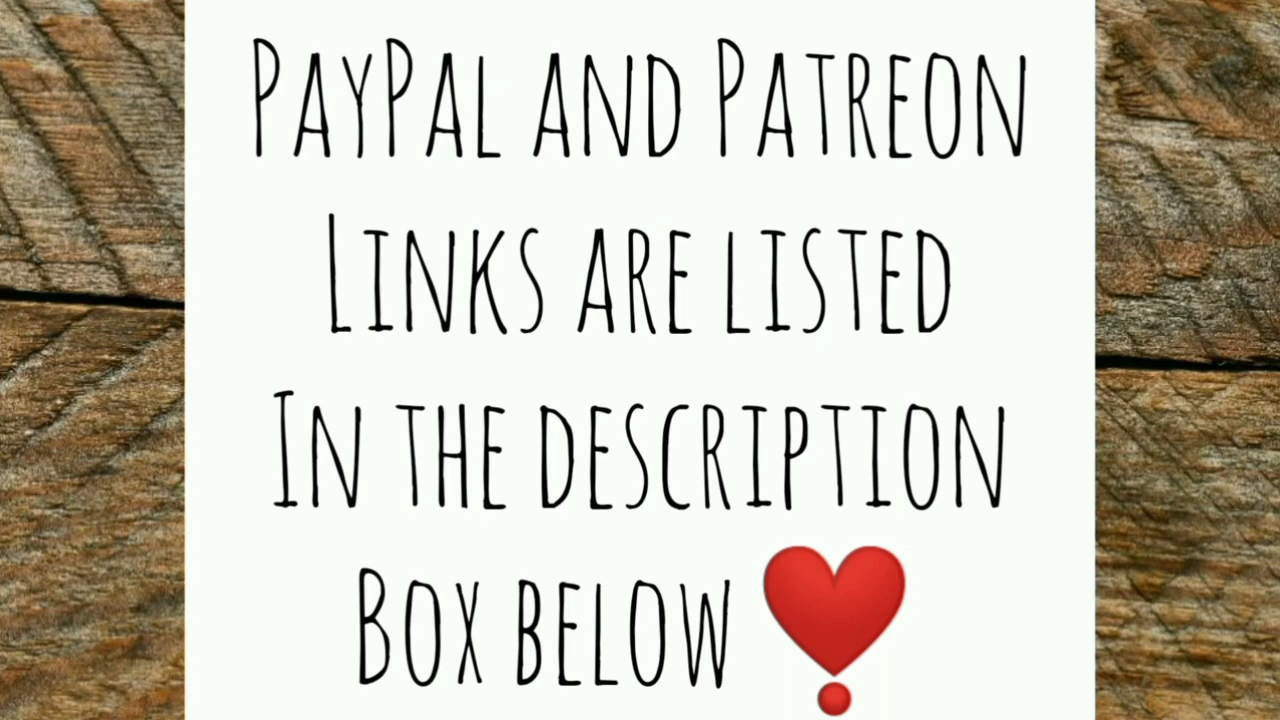 PayPal and Patreon
Links are listed
In the description
Box below ❣️